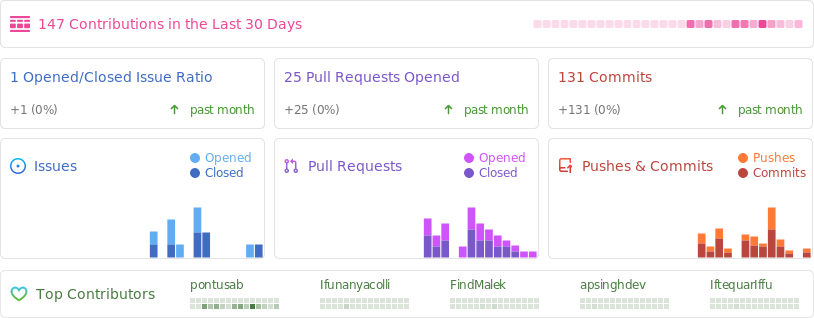 147 Contributions in the Last 30 Days
1 Opened/Closed Issue Ratio
+1 (0%) past month
25 Pull Requests Opened
+25 (0%) past month
131 Commits
+131 (0%) past month
Issues
Opened
Closed
Pull Requests
Opened
Closed
Pushes & Commits
Pushes
Commits
Top Contributors
pontusab
Ifunanyacolli
FindMalek
apsinghdev
IftequarIffu